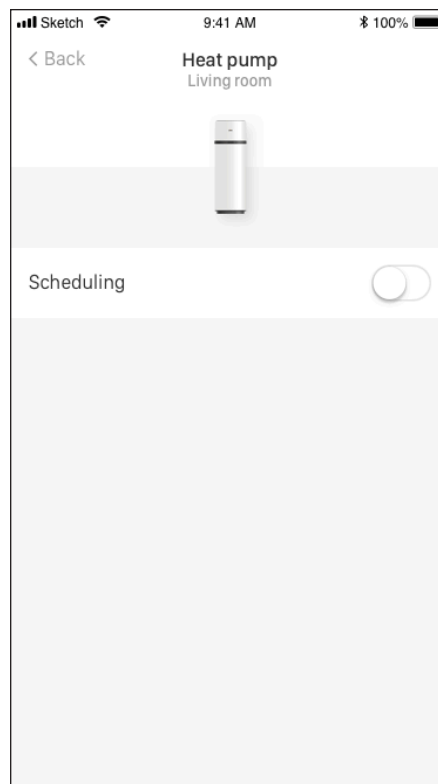 Sketch 9:41 AM 100%
< Back
Heat pump
Living room
Scheduling